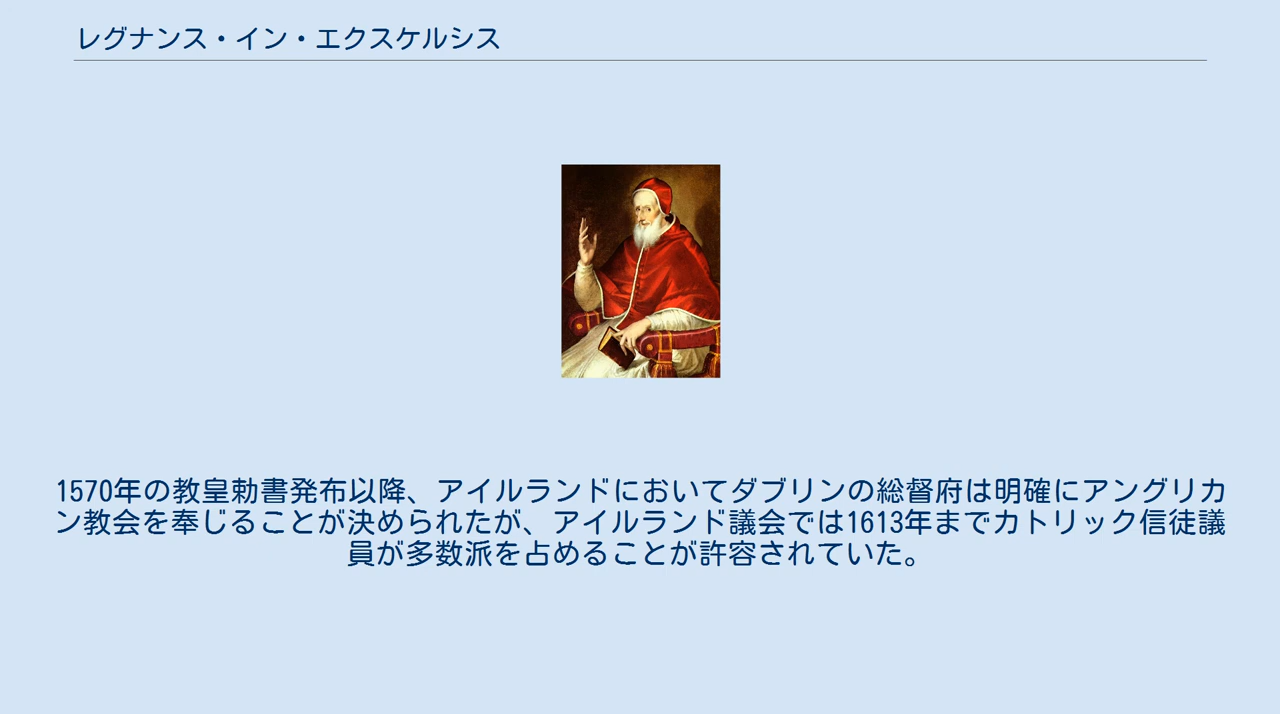 レグナンス・イン・エクスケルシス
1570年の教皇勅書発布以降、アイルランドにおいてダブリンの総督府は明確にアングリカ
ン教会を奉じることが決められたが、アイルランド議会では1613年までカトリック信徒議
員が多数派を占めることが許容されていた。